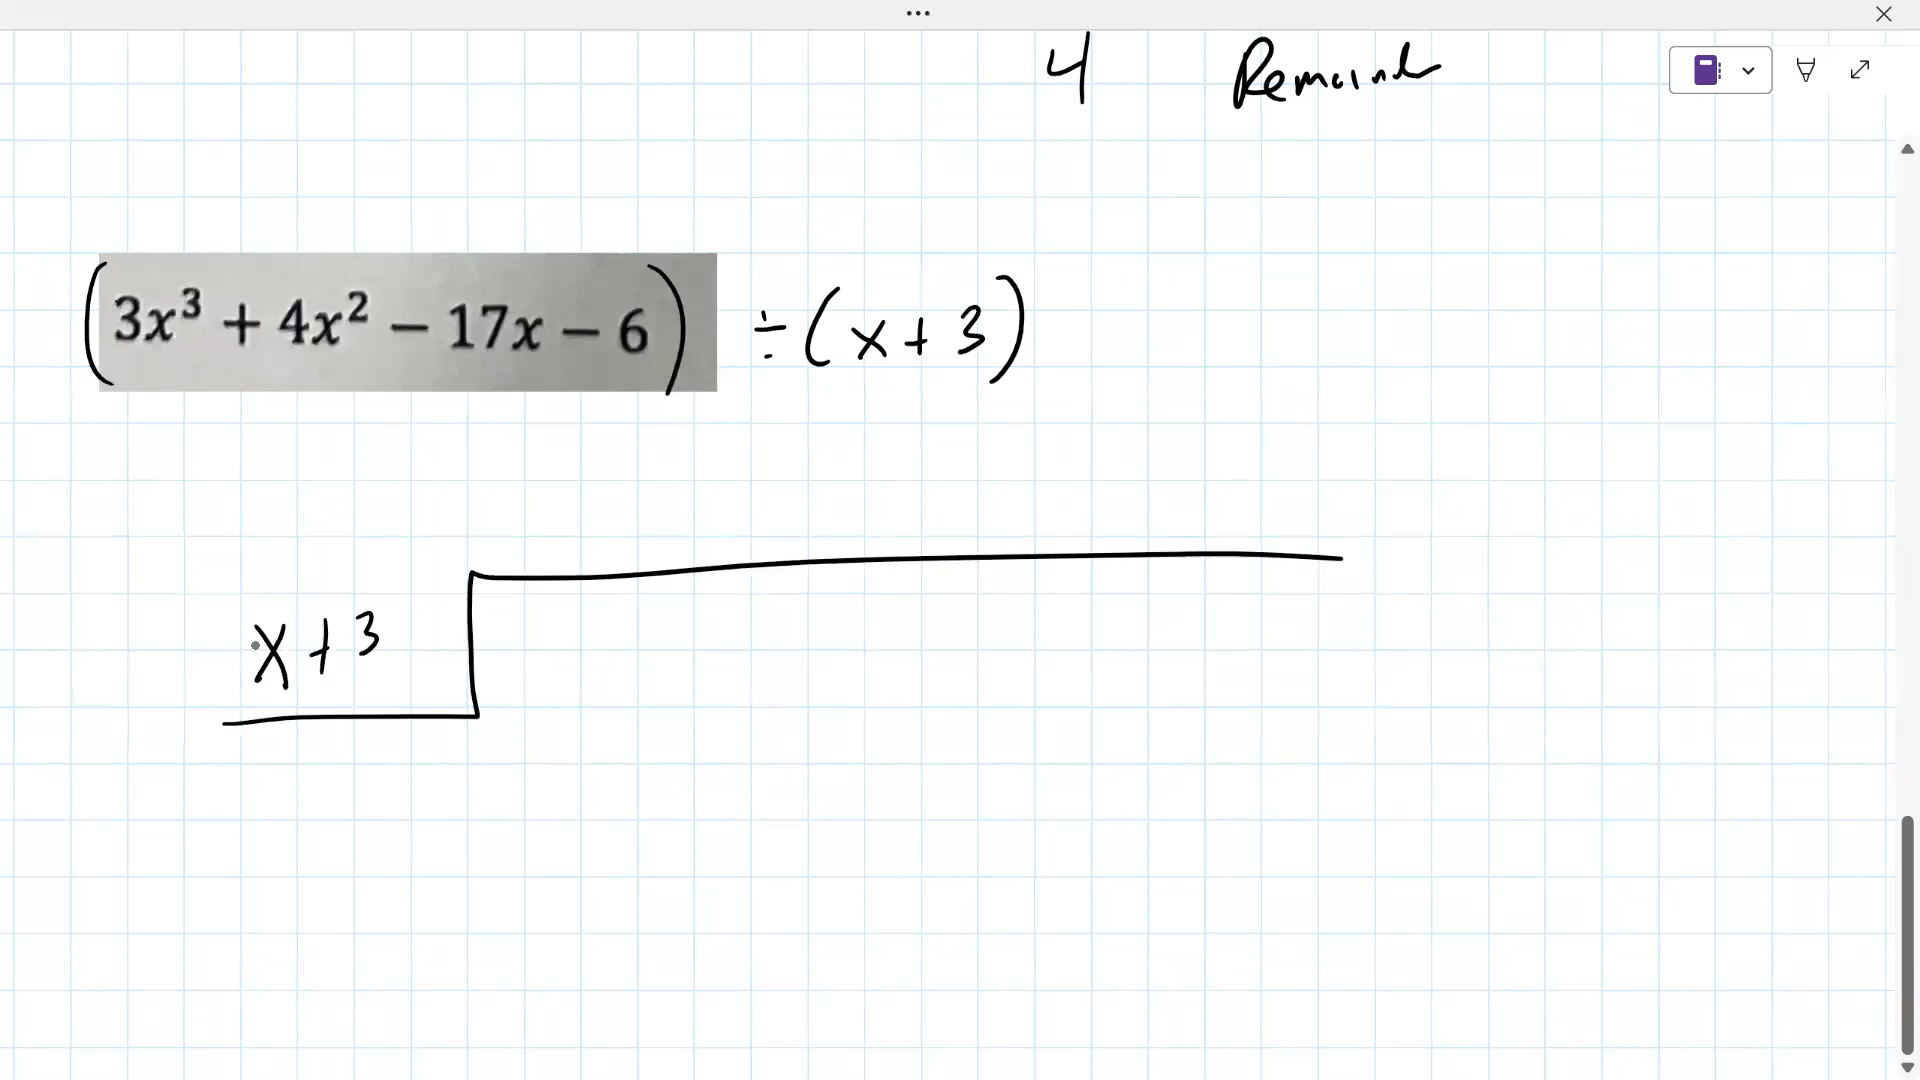 4 Remaind
(3x³ + 4x² − 17x − 6) ÷ (x + 3)
x + 3